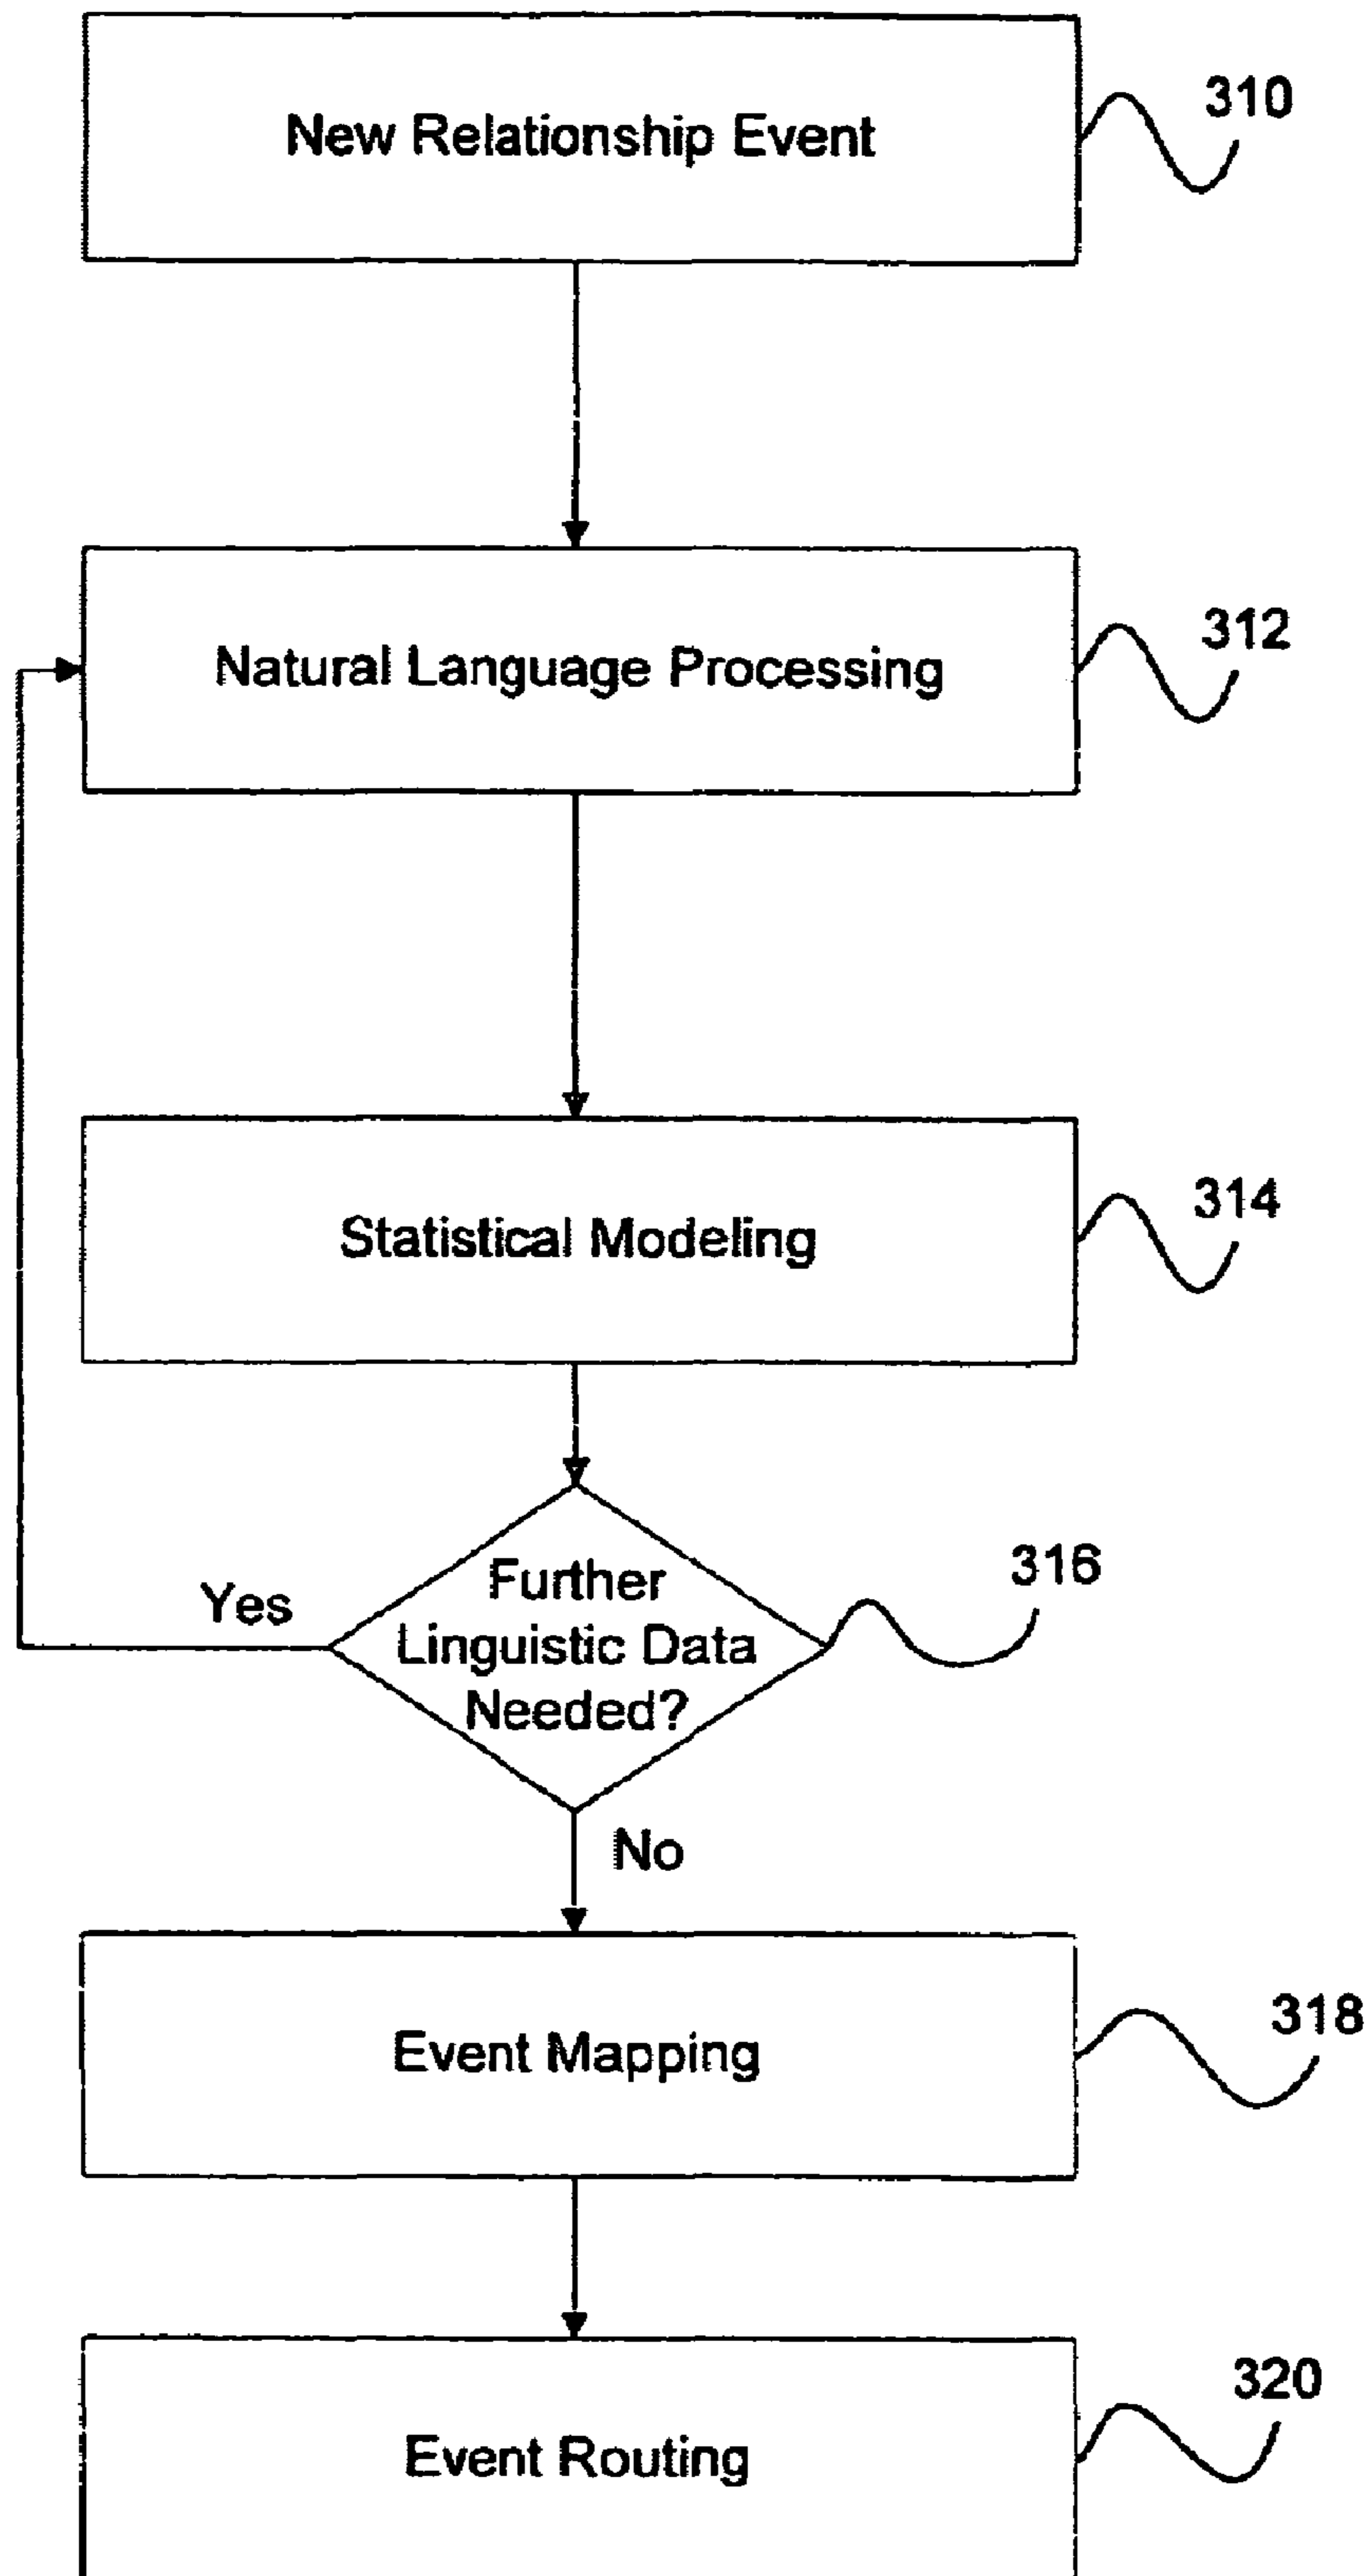 New Relationship Event
310
Natural Language Processing
312
Statistical Modeling
314
Further
Linguistic Data
Needed?
316
Yes
No
Event Mapping
318
Event Routing
320